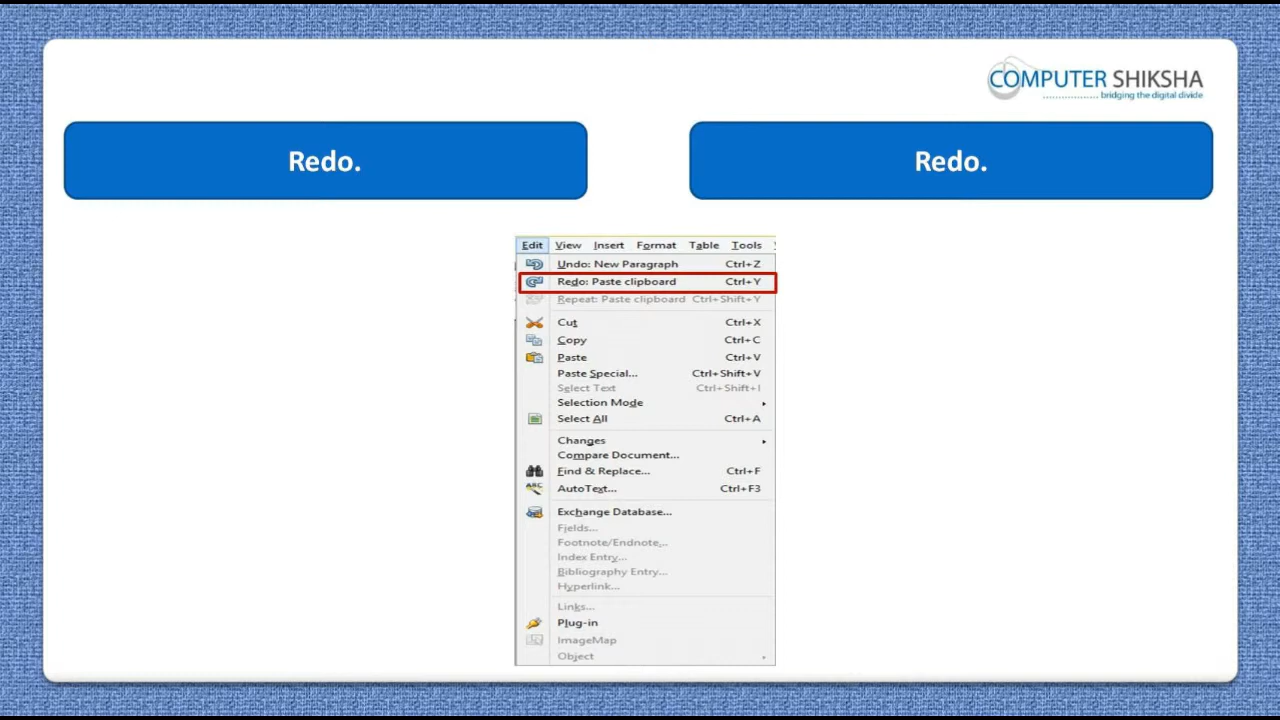 COMPUTER SHIKSHA
bridging the digital divide
Redo.
Redo.
Edit View Insert Format Table Tools
Undo: New Paragraph Ctrl+Z
Redo: Paste clipboard Ctrl+Y
Repeat: Paste clipboard Ctrl+Shift+Y
Cut Ctrl+X
Copy Ctrl+C
Paste Ctrl+V
Paste Special... Ctrl+Shift+V
Select Text Ctrl+Shift+I
Selection Mode
Select All Ctrl+A
Changes
Compare Document...
Find & Replace... Ctrl+F
ABC
AutoText... Ctrl+F3
Exchange Database...
Fields...
Footnote/Endnote...
Index Entry...
Bibliography Entry...
Hyperlink...
Links...
Plug-in
ImageMap
Object